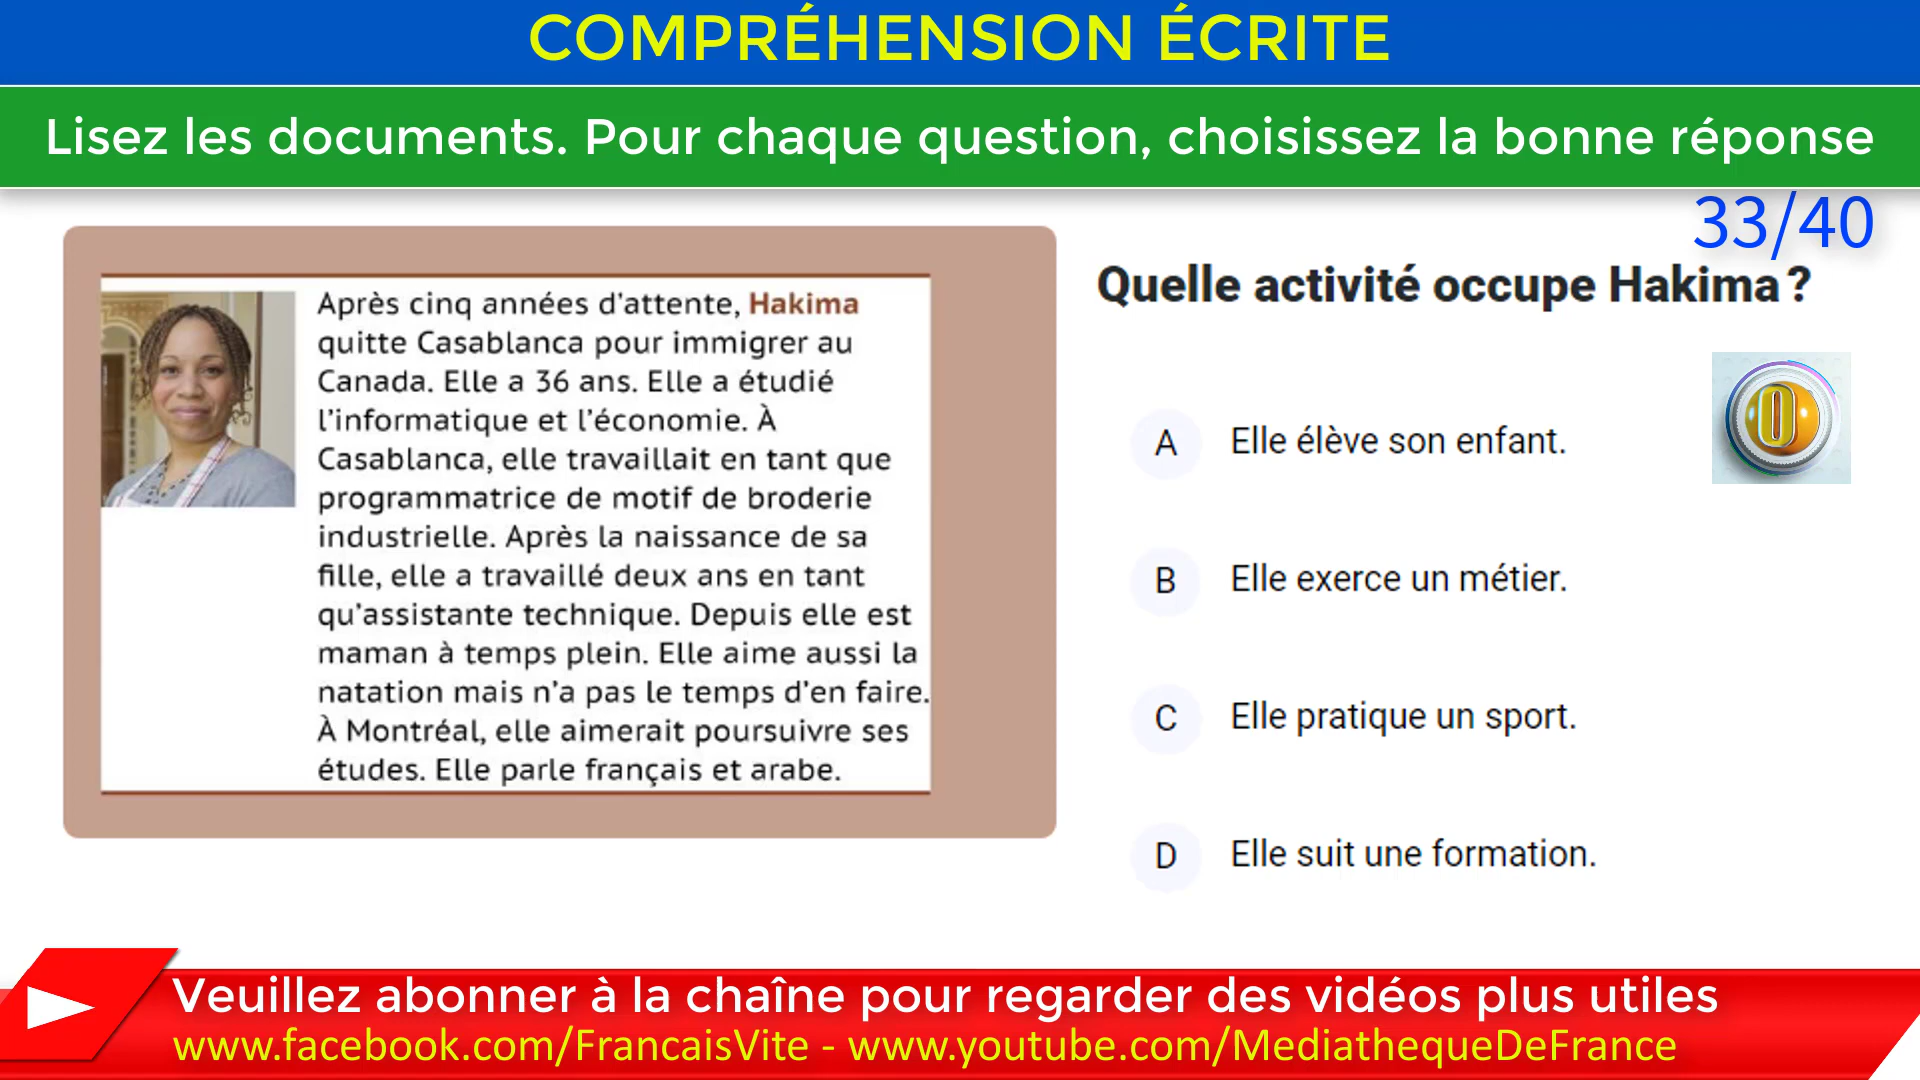 COMPRÉHENSION ÉCRITE
Lisez les documents. Pour chaque question, choisissez la bonne réponse
33/40
Après cinq années d'attente, Hakima
quitte Casablanca pour immigrer au
Canada. Elle a 36 ans. Elle a étudié
l'informatique et l'économie. À
Casablanca, elle travaillait en tant que
programmatrice de motif de broderie
industrielle. Après la naissance de sa
fille, elle a travaillé deux ans en tant
qu'assistante technique. Depuis elle est
maman à temps plein. Elle aime aussi la
natation mais n'a pas le temps d'en faire.
À Montréal, elle aimerait poursuivre ses
études. Elle parle français et arabe.
Quelle activité occupe Hakima ?
0
A Elle élève son enfant.
B Elle exerce un métier.
C Elle pratique un sport.
D Elle suit une formation.
Veuillez abonner à la chaîne pour regarder des vidéos plus utiles
www.facebook.com/FrancaisVite - www.youtube.com/MediathequeDeFrance